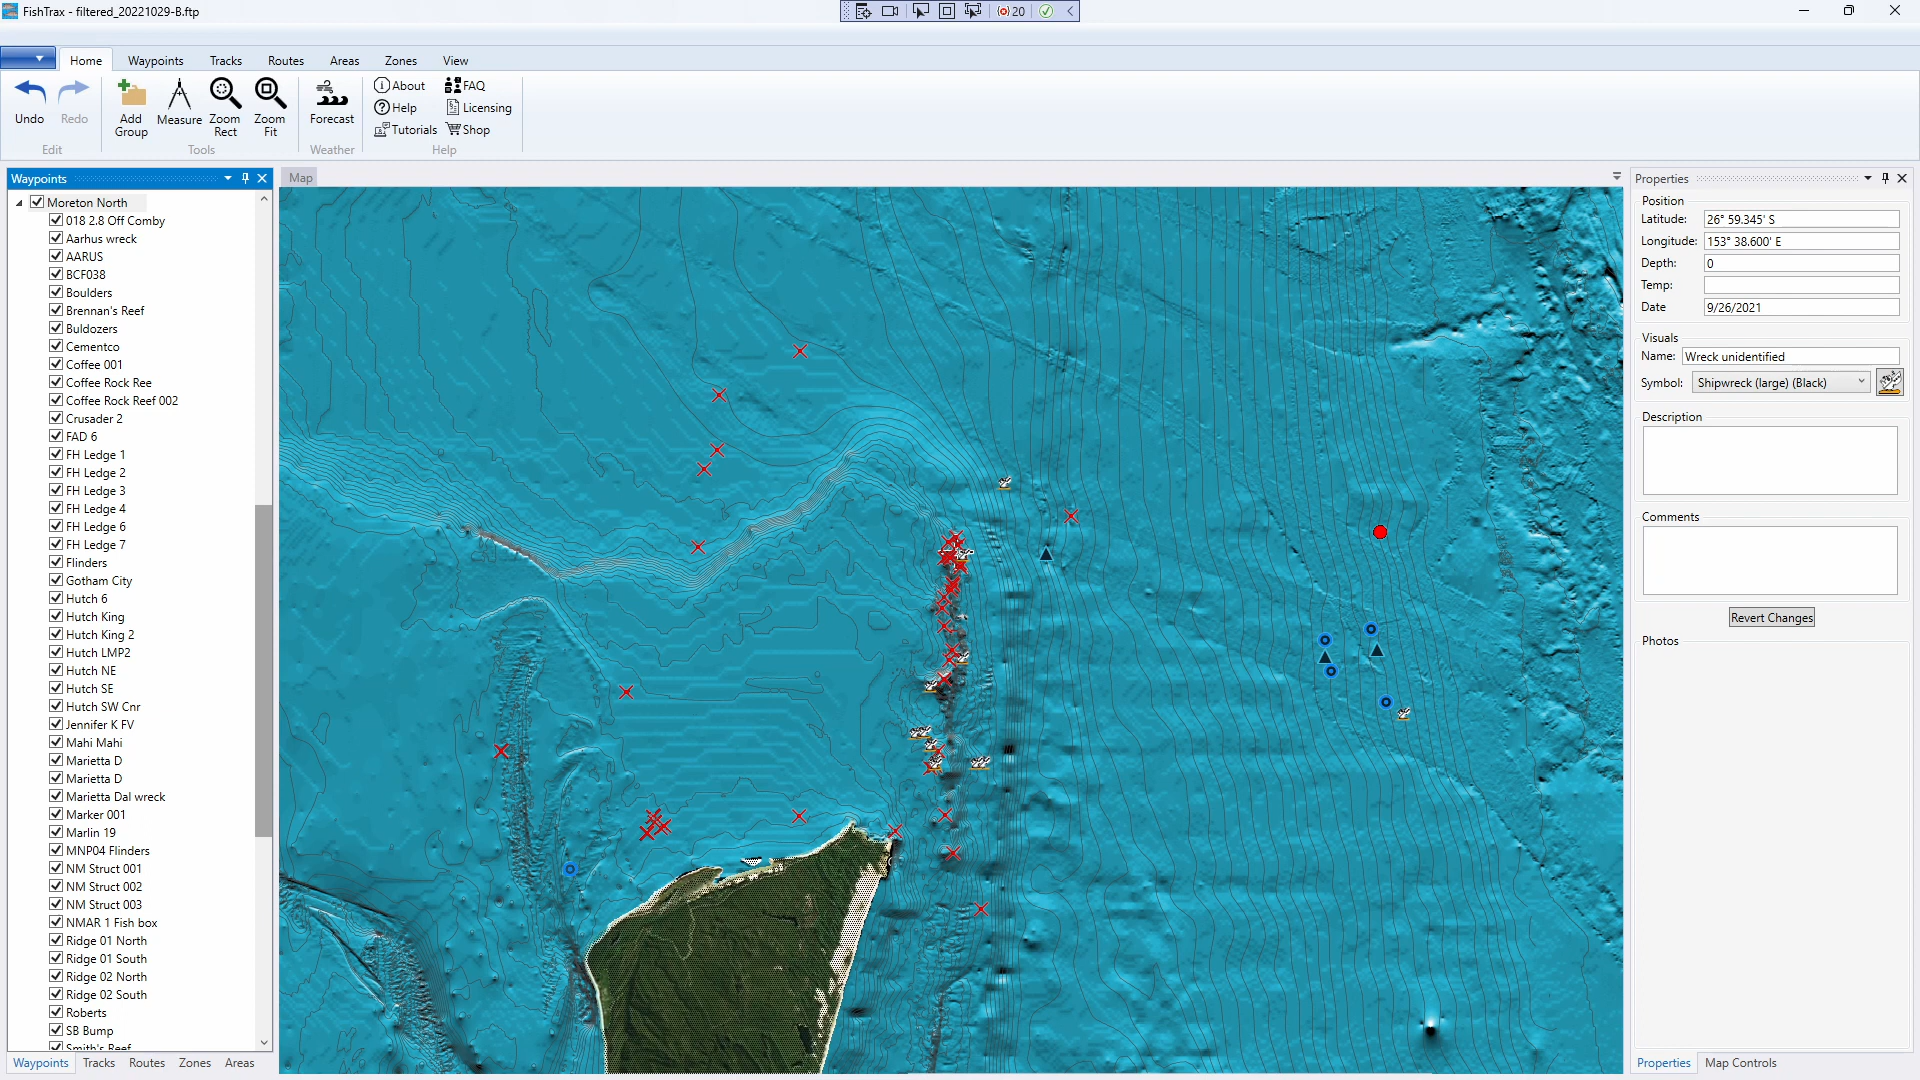 FishTrax - filtered_20221029-B.ftp
20
Home Waypoints Tracks Routes Areas Zones View
Undo Redo Add Group Measure Zoom Rect Zoom Fit Forecast
About FAQ
Help Licensing
Tutorials Shop
Edit Tools Weather Help
Waypoints
Moreton North
018 2.8 Off Comby
Aarhus wreck
AARUS
BCF038
Boulders
Brennan's Reef
Buldozers
Cementco
Coffee 001
Coffee Rock Ree
Coffee Rock Reef 002
Crusader 2
FAD 6
FH Ledge 1
FH Ledge 2
FH Ledge 3
FH Ledge 4
FH Ledge 6
FH Ledge 7
Flinders
Gotham City
Hutch 6
Hutch King
Hutch King 2
Hutch LMP2
Hutch NE
Hutch SE
Hutch SW Cnr
Jennifer K FV
Mahi Mahi
Marietta D
Marietta D
Marietta Dal wreck
Marker 001
Marlin 19
MNP04 Flinders
NM Struct 001
NM Struct 002
NM Struct 003
NMAR 1 Fish box
Ridge 01 North
Ridge 01 South
Ridge 02 North
Ridge 02 South
Roberts
SB Bump
Smith's Reef
Waypoints Tracks Routes Zones Areas
Map
Properties
Position
Latitude: 26° 59.345' S
Longitude: 153° 38.600' E
Depth: 0
Temp:
Date 9/26/2021
Visuals
Name: Wreck unidentified
Symbol: Shipwreck (large) (Black)
Description
Comments
Revert Changes
Photos
Properties Map Controls